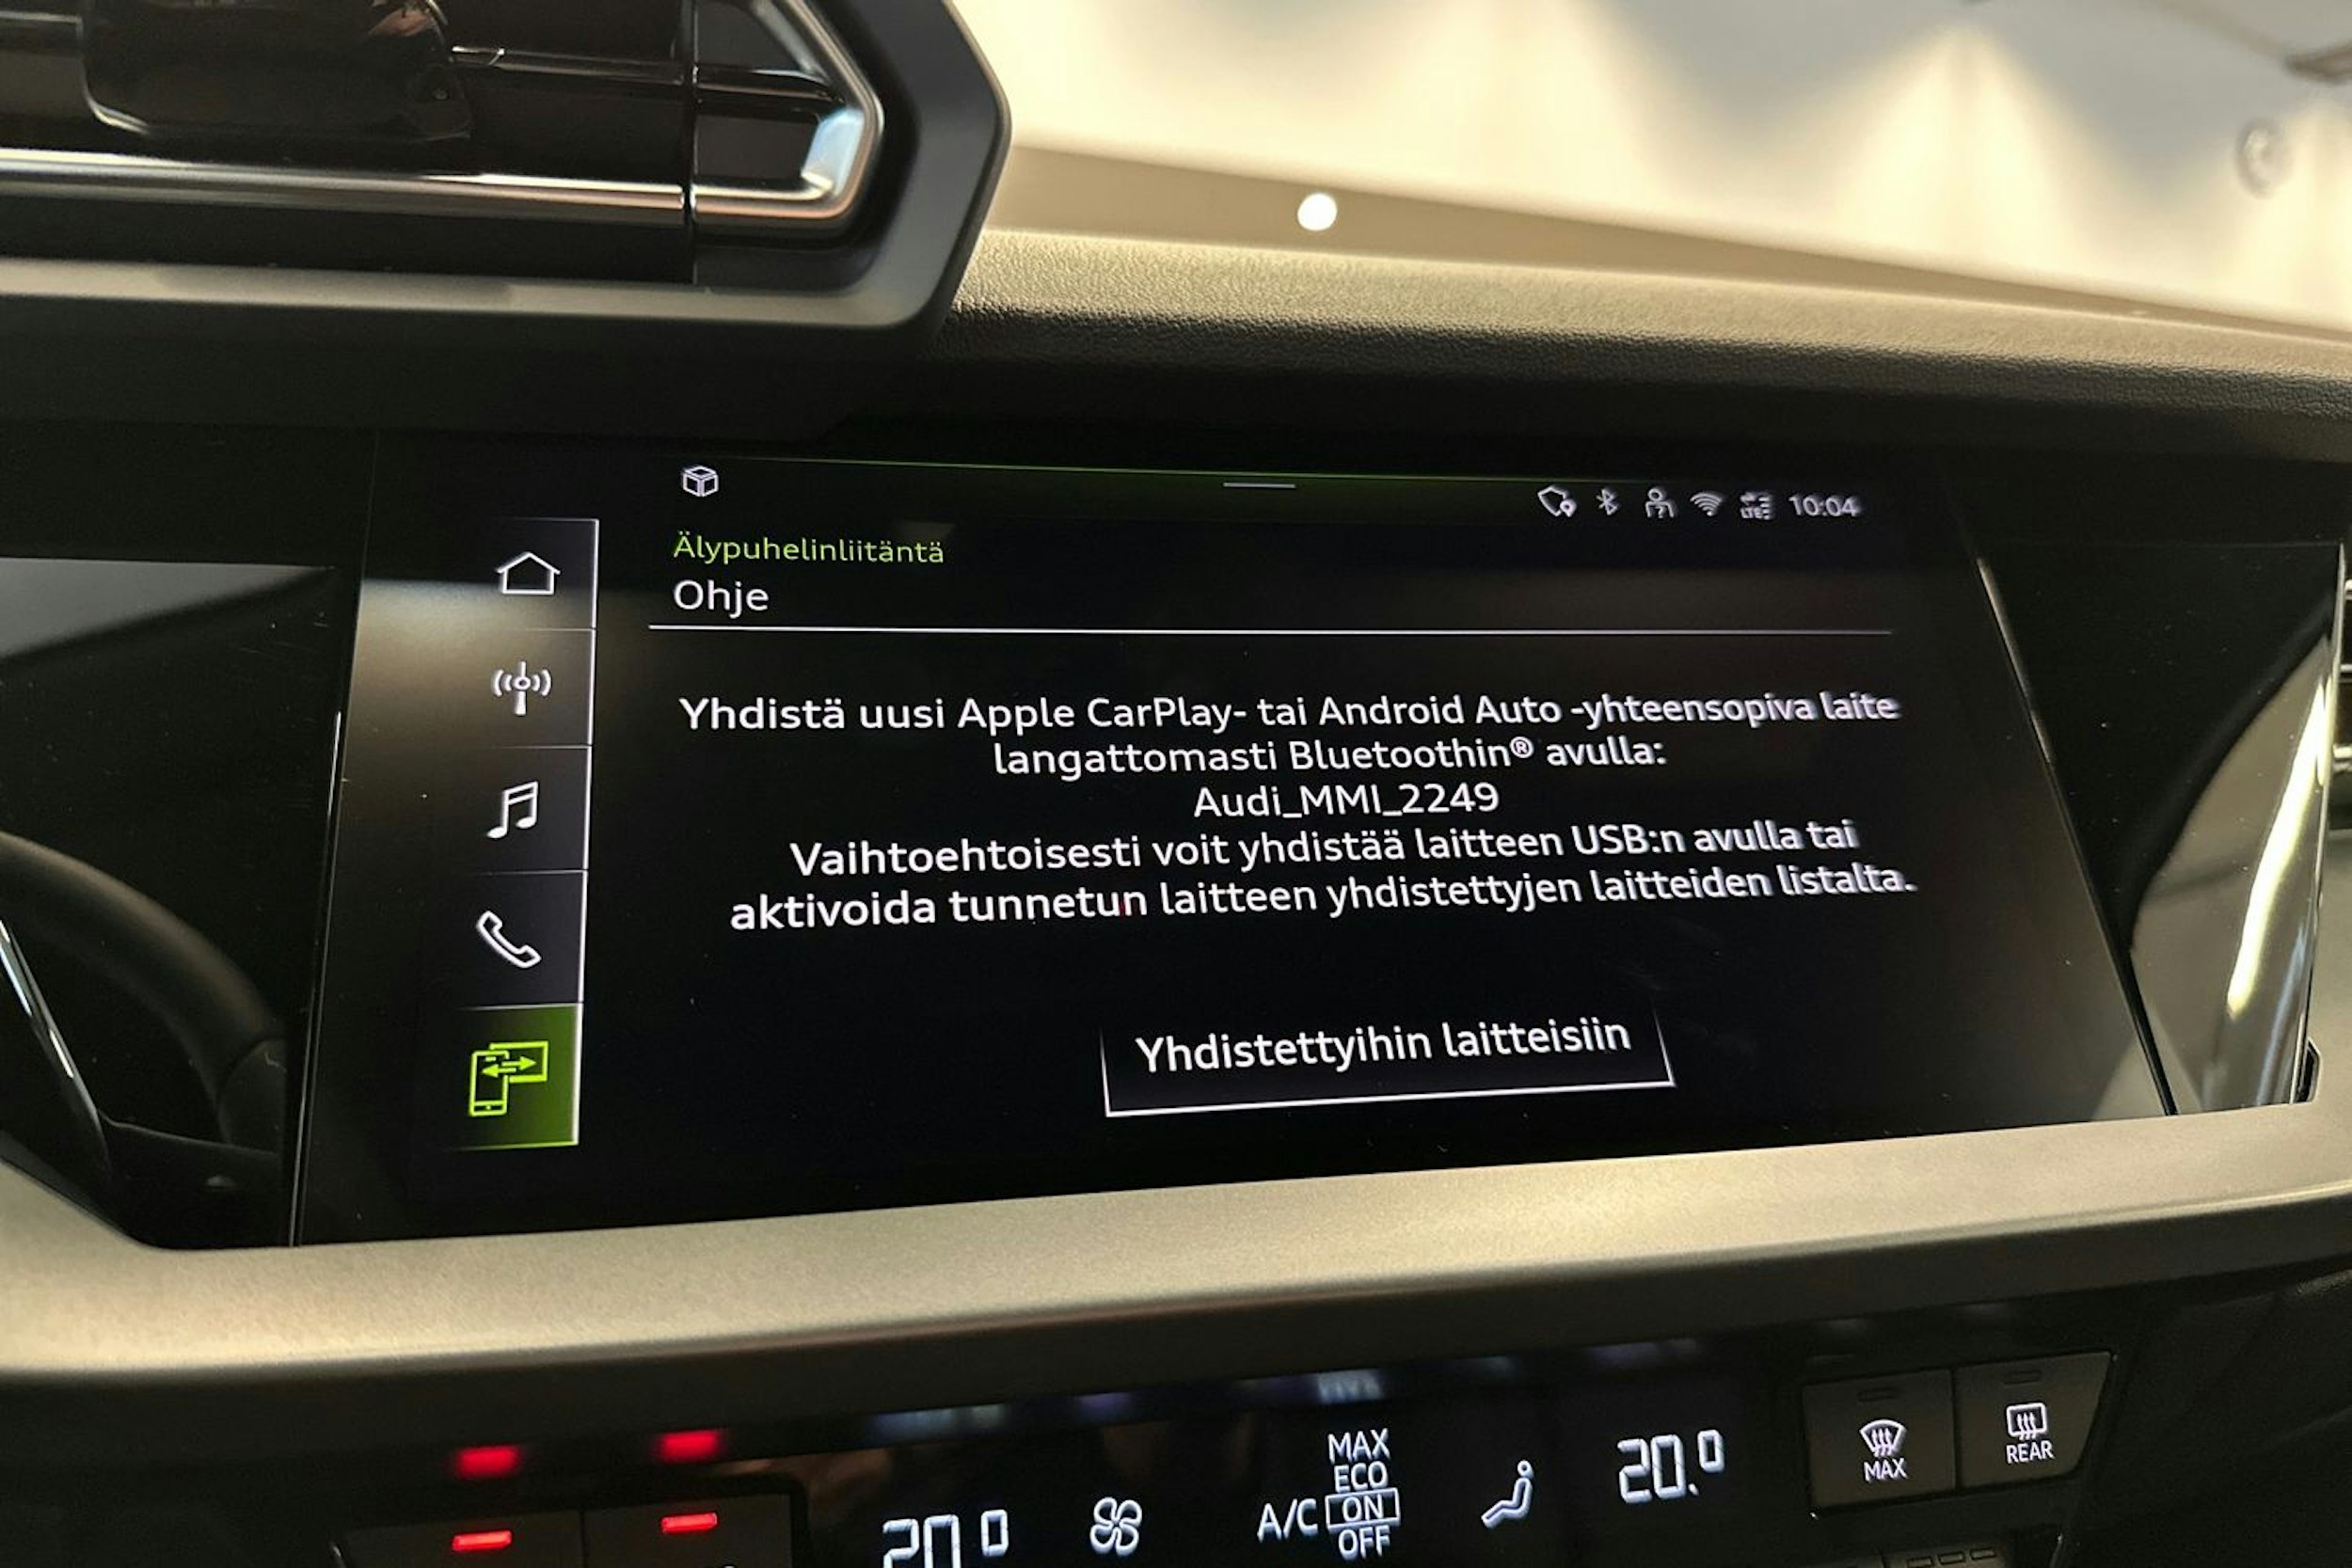 10:04
Älypuhelinliitäntä
Ohje
Yhdistä uusi Apple CarPlay- tai Android Auto -yhteensopiva laite
langattomasti Bluetoothin® avulla:
Audi_MMI_2249
Vaihtoehtoisesti voit yhdistää laitteen USB:n avulla tai
aktivoida tunnetun laitteen yhdistettyjen laitteiden listalta.
Yhdistettyihin laitteisiin
MAX
ECO
A/C ON
OFF
20.0
20.0
MAX
REAR